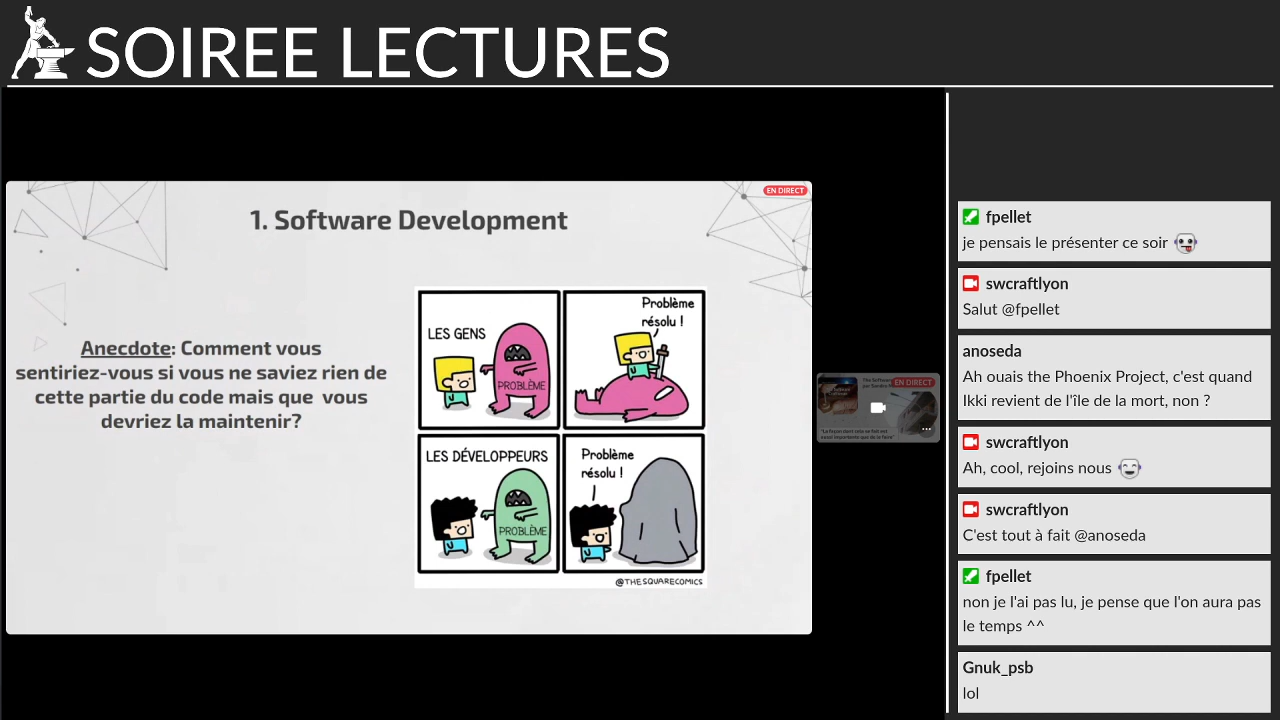 SOIREE LECTURES
EN DIRECT
1. Software Development
Anecdote: Comment vous
sentiriez-vous si vous ne saviez rien de
cette partie du code mais que vous
devriez la maintenir?
LES GENS
PROBLÈME
Problème
résolu !
LES DÉVELOPPEURS
PROBLÈME
Problème
résolu !
@THESQUARECOMICS
EN DIRECT
fpellet
je pensais le présenter ce soir
swcraftlyon
Salut @fpellet
anoseda
Ah ouais the Phoenix Project, c'est quand
Ikki revient de l'île de la mort, non ?
swcraftlyon
Ah, cool, rejoins nous
swcraftlyon
C'est tout à fait @anoseda
fpellet
non je l'ai pas lu, je pense que l'on aura pas
le temps ^^
Gnuk_psb
lol